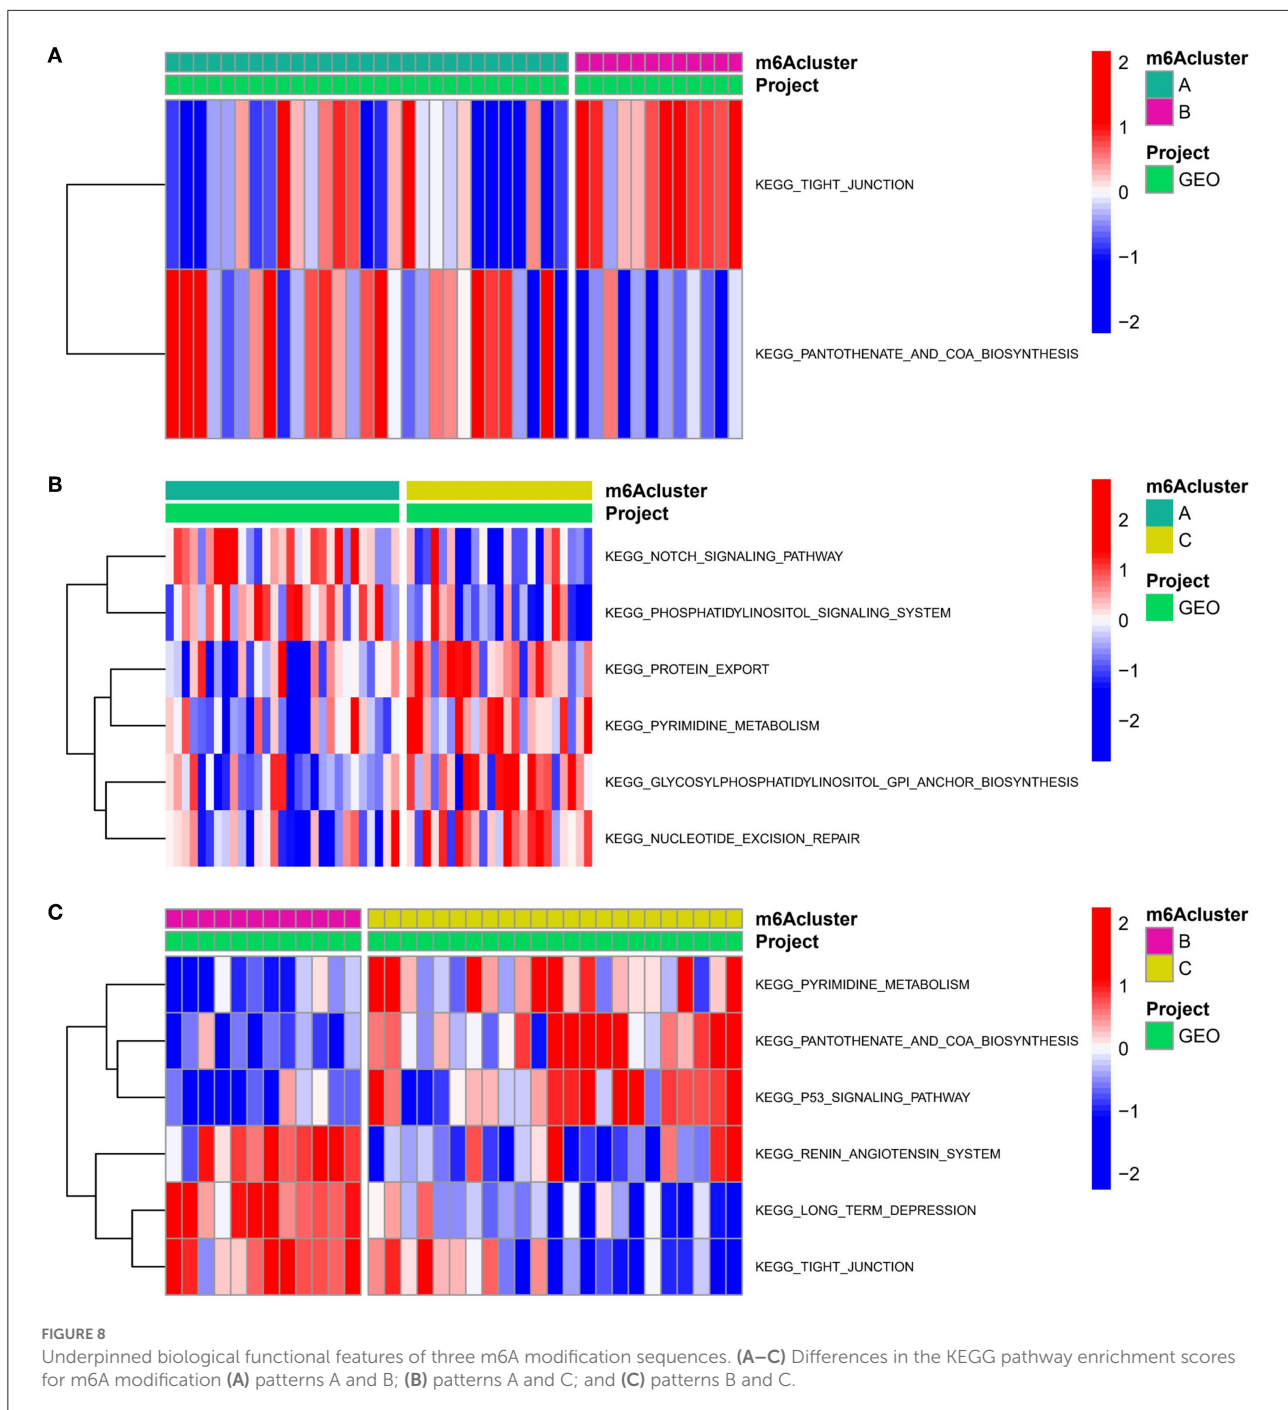 A
m6Acluster
Project
KEGG_TIGHT_JUNCTION
KEGG_PANTOTHENATE_AND_COA_BIOSYNTHESIS
2
1
0
−1
−2
m6Acluster
A
B
Project
GEO
B
m6Acluster
Project
KEGG_NOTCH_SIGNALING_PATHWAY
KEGG_PHOSPHATIDYLINOSITOL_SIGNALING_SYSTEM
KEGG_PROTEIN_EXPORT
KEGG_PYRIMIDINE_METABOLISM
KEGG_GLYCOSYLPHOSPHATIDYLINOSITOL_GPI_ANCHOR_BIOSYNTHESIS
KEGG_NUCLEOTIDE_EXCISION_REPAIR
2
1
0
−1
−2
m6Acluster
A
C
Project
GEO
C
m6Acluster
Project
KEGG_PYRIMIDINE_METABOLISM
KEGG_PANTOTHENATE_AND_COA_BIOSYNTHESIS
KEGG_P53_SIGNALING_PATHWAY
KEGG_RENIN_ANGIOTENSIN_SYSTEM
KEGG_LONG_TERM_DEPRESSION
KEGG_TIGHT_JUNCTION
2
1
0
−1
−2
m6Acluster
B
C
Project
GEO
FIGURE 8
Underpinned biological functional features of three m6A modification sequences. (A–C) Differences in the KEGG pathway enrichment scores
for m6A modification (A) patterns A and B; (B) patterns A and C; and (C) patterns B and C.